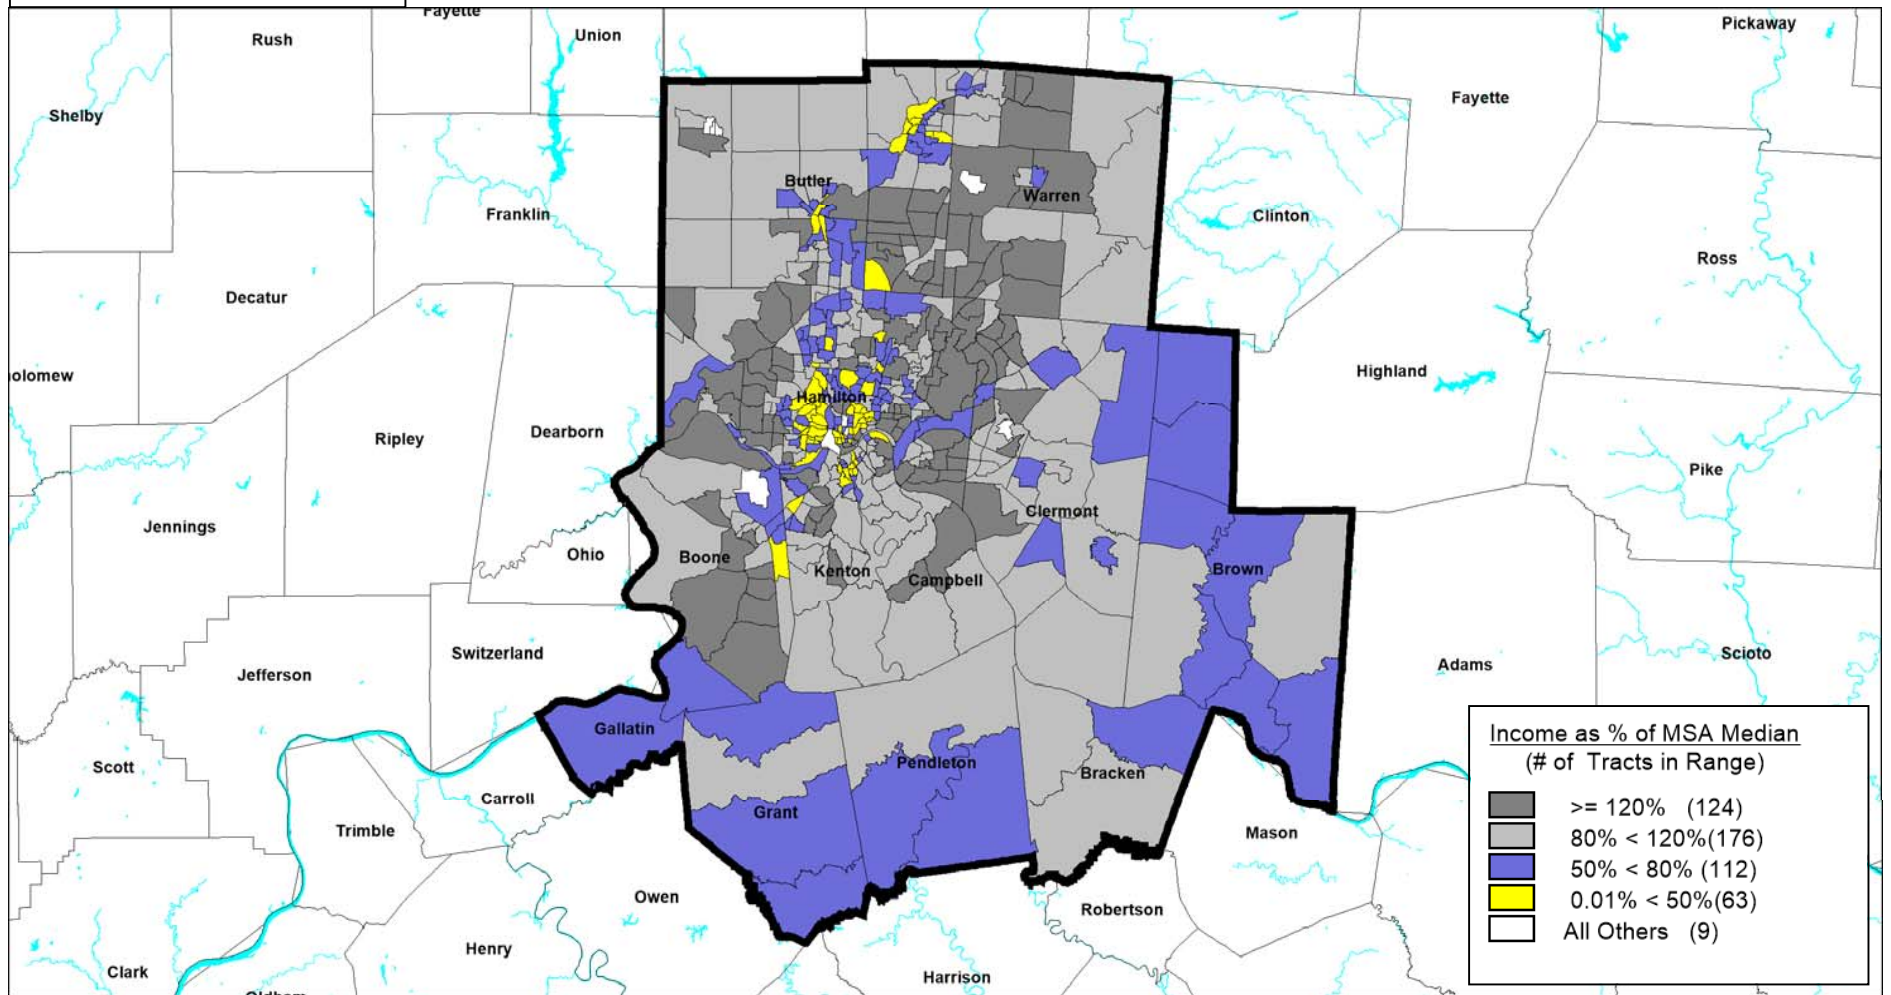 Fayette
Rush
Union
Pickaway
Shelby
Fayette
Butler
Warren
Franklin
Clinton
Ross
Decatur
olomew
Highland
Hamilton
Ripley
Dearborn
Pike
Jennings
Clermont
Ohio
Boone
Kenton
Campbell
Brown
Switzerland
Jefferson
Adams
Scioto
Gallatin
Scott
Pendleton
Bracken
Carroll
Grant
Trimble
Mason
Owen
Robertson
Henry
Clark
Harrison
Oldham
Income as % of MSA Median
(# of Tracts in Range)
>= 120% (124)
80% < 120%(176)
50% < 80% (112)
0.01% < 50%(63)
All Others (9)